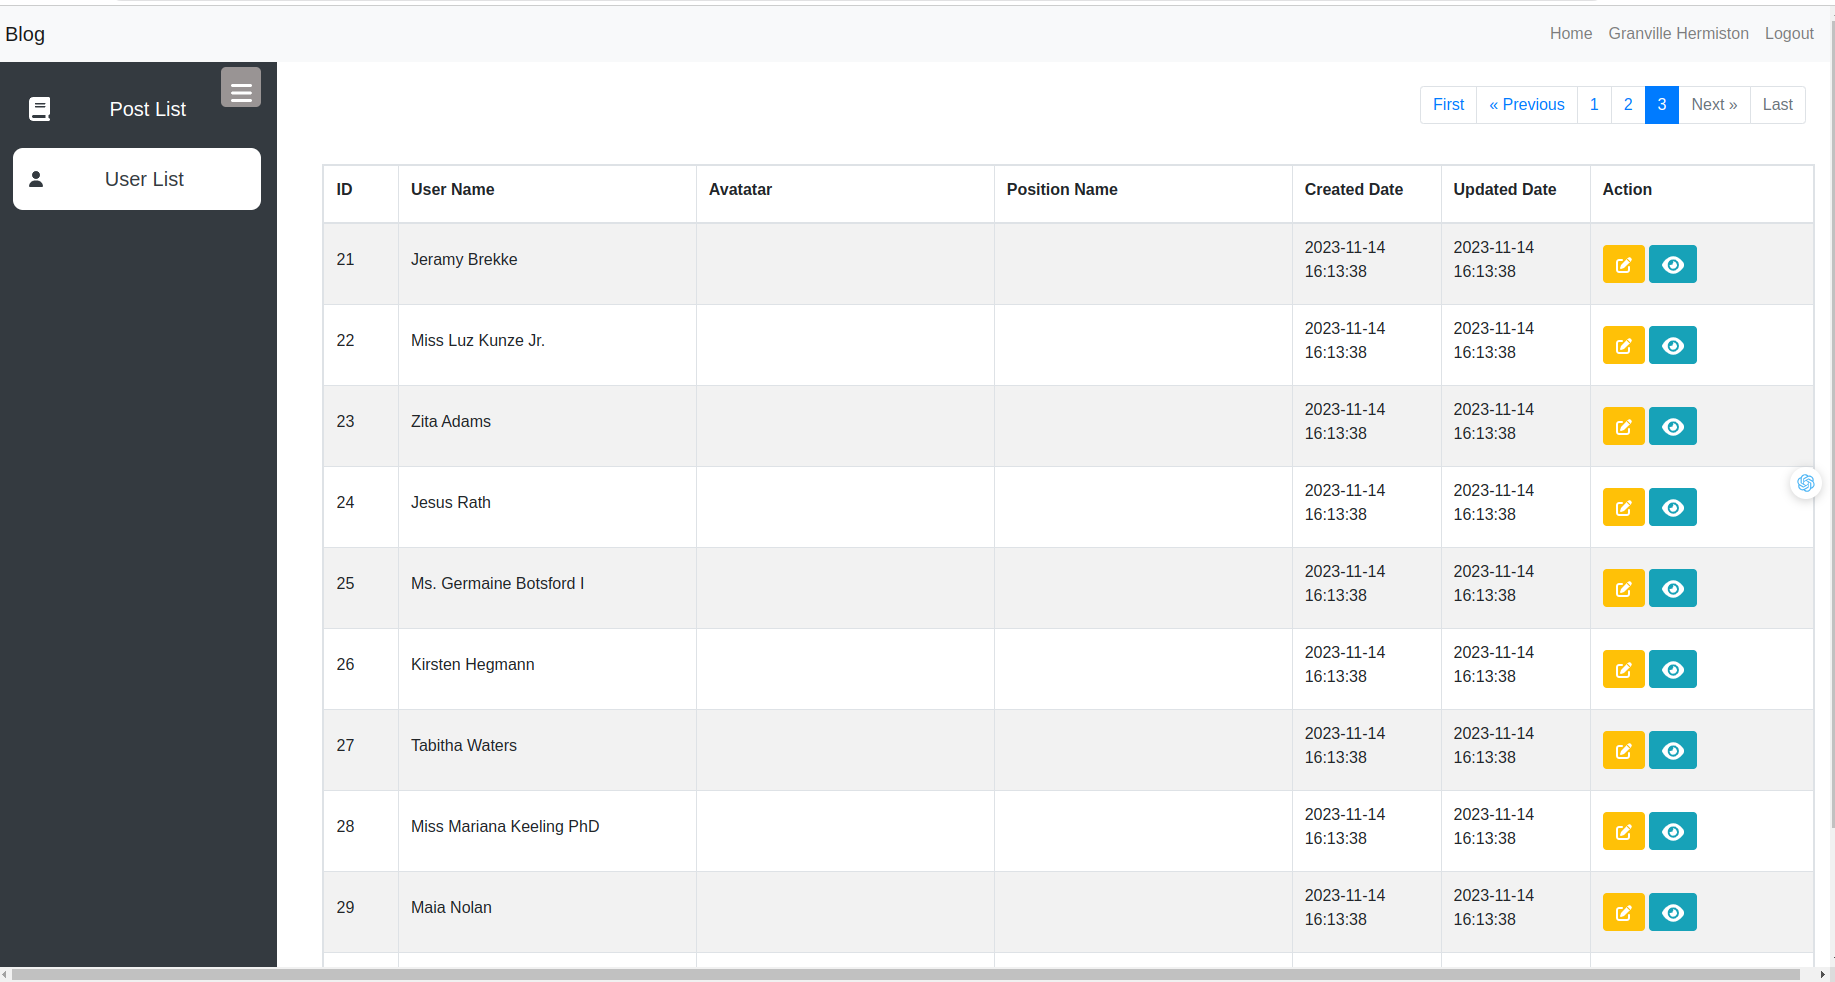 Blog
Home Granville Hermiston Logout
Post List
User List
First « Previous 1 2 3 Next » Last
ID User Name Avatatar Position Name Created Date Updated Date Action
21 Jeramy Brekke 2023-11-14 2023-11-14
16:13:38 16:13:38
22 Miss Luz Kunze Jr. 2023-11-14 2023-11-14
16:13:38 16:13:38
23 Zita Adams 2023-11-14 2023-11-14
16:13:38 16:13:38
24 Jesus Rath 2023-11-14 2023-11-14
16:13:38 16:13:38
25 Ms. Germaine Botsford I 2023-11-14 2023-11-14
16:13:38 16:13:38
26 Kirsten Hegmann 2023-11-14 2023-11-14
16:13:38 16:13:38
27 Tabitha Waters 2023-11-14 2023-11-14
16:13:38 16:13:38
28 Miss Mariana Keeling PhD 2023-11-14 2023-11-14
16:13:38 16:13:38
29 Maia Nolan 2023-11-14 2023-11-14
16:13:38 16:13:38